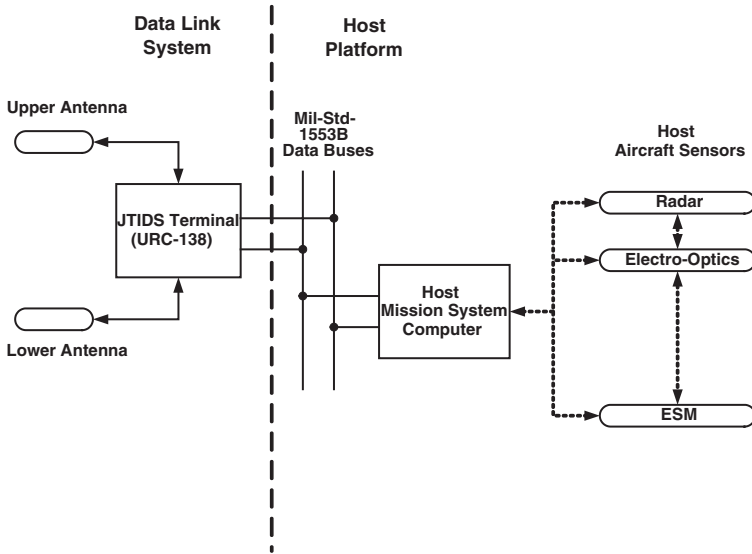 Data Link
System
Host
Platform
Upper Antenna
Mil-Std-
1553B
Data Buses
Host
Aircraft Sensors
JTIDS Terminal
(URC-138)
Radar
Electro-Optics
Host
Mission System
Computer
Lower Antenna
ESM